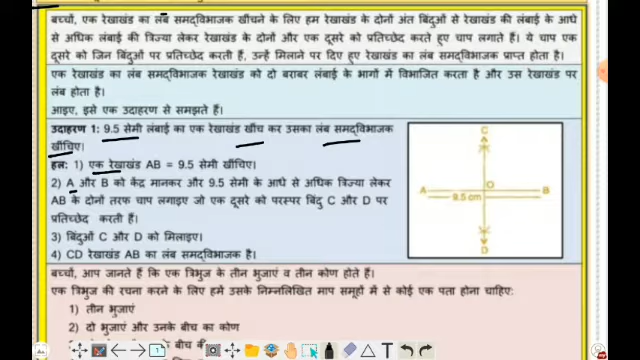 चाप लगाते हैं।
बच्चों, एक रेखाखंड का लंब समद्विभाजक खींचने के लिए हम रेखाखंड के दोनों अंत बिंदुओं से रेखाखंड की लंबाई के आधे
से अधिक लंबाई की त्रिज्या लेकर रेखाखंड के दोनों और एक दूसरे को प्रतिच्छेद करते हुए चाप लगाते हैं। ये चाप एक
दूसरे को जिन बिंदुओं पर प्रतिच्छेद करती हैं, उन्हें मिलाने पर दिए हुए रेखाखंड का लंब समद्विभाजक प्राप्त होता है।
एक रेखाखंड का लंब समद्विभाजक रेखाखंड को दो बराबर लंबाई के भागों में विभाजित करता है और उस रेखाखंड पर
लंब होता है।
आइए, इसे एक उदाहरण से समझते हैं।
उदाहरण 1: 9.5 सेमी लंबाई का एक रेखाखंड खींच कर उसका लंब समद्विभाजक
खींचिए।
हल: 1) एक रेखाखंड AB = 9.5 सेमी खींचिए।
2) A और B को केंद्र मानकर और 9.5 सेमी के आधे से अधिक त्रिज्या लेकर
AB के दोनों तरफ चाप लगाइए जो एक दूसरे को परस्पर बिंदु C और D पर
प्रतिच्छेद करती हैं।
3) बिंदुओं C और D को मिलाइए।
4) CD रेखाखंड AB का लंब समद्विभाजक है।
C
A
O
B
9.5 cm
D
बच्चों, आप जानते हैं कि एक त्रिभुज के तीन भुजाएं व तीन कोण होते हैं।
एक त्रिभुज की रचना करने के लिए हमें उसके निम्नलिखित माप समूहों में से कोई एक पता होना चाहिए:
1) तीन भुजाएं
2) दो भुजाएं और उनके बीच का कोण
1
T